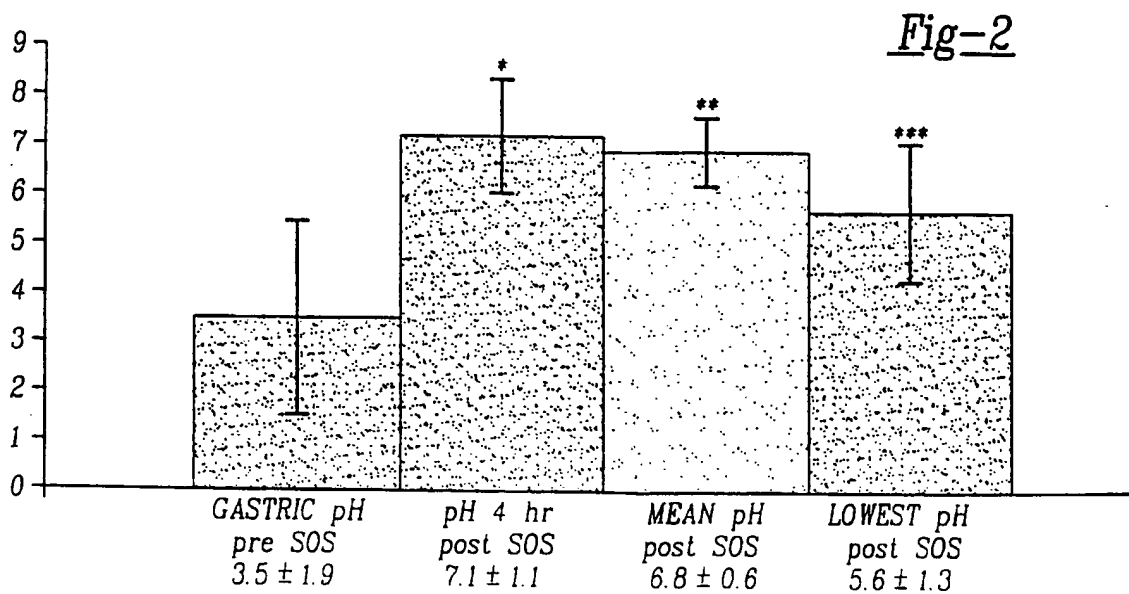 Fig-2
9
8
7
6
5
4
3
2
1
0
*
**
***
GASTRIC pH
pre SOS
3.5 ± 1.9
pH 4 hr
post SOS
7.1 ± 1.1
MEAN pH
post SOS
6.8 ± 0.6
LOWEST pH
post SOS
5.6 ± 1.3